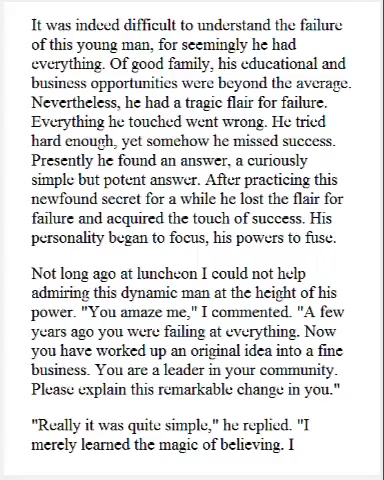 It was indeed difficult to understand the failure
of this young man, for seemingly he had
everything. Of good family, his educational and
business opportunities were beyond the average.
Nevertheless, he had a tragic flair for failure.
Everything he touched went wrong. He tried
hard enough, yet somehow he missed success.
Presently he found an answer, a curiously
simple but potent answer. After practicing this
newfound secret for a while he lost the flair for
failure and acquired the touch of success. His
personality began to focus, his powers to fuse.
Not long ago at luncheon I could not help
admiring this dynamic man at the height of his
power. "You amaze me," I commented. "A few
years ago you were failing at everything. Now
you have worked up an original idea into a fine
business. You are a leader in your community.
Please explain this remarkable change in you."
"Really it was quite simple," he replied. "I
merely learned the magic of believing. I